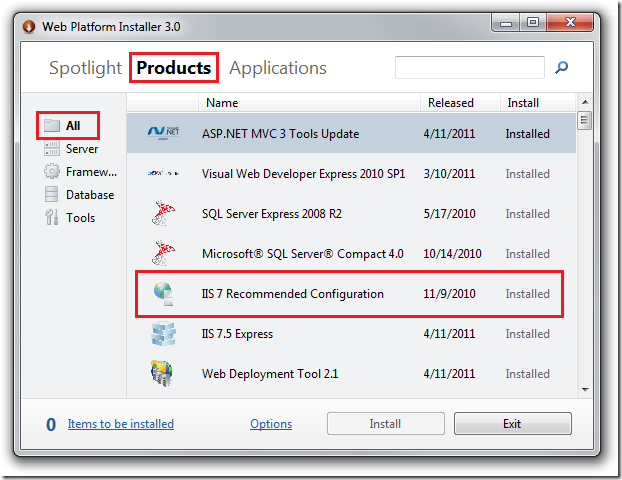 Web Platform Installer 3.0
Spotlight Products Applications
Name Released Install
All
Server
Framew...
Database
Tools
ASP.NET MVC 3 Tools Update 4/11/2011 Installed
Visual Web Developer Express 2010 SP1 3/10/2011 Installed
SQL Server Express 2008 R2 5/17/2010 Installed
Microsoft® SQL Server® Compact 4.0 10/14/2010 Installed
IIS 7 Recommended Configuration 11/9/2010 Installed
IIS 7.5 Express 4/11/2011 Installed
Web Deployment Tool 2.1 4/11/2011 Installed
0 Items to be installed Options Install Exit